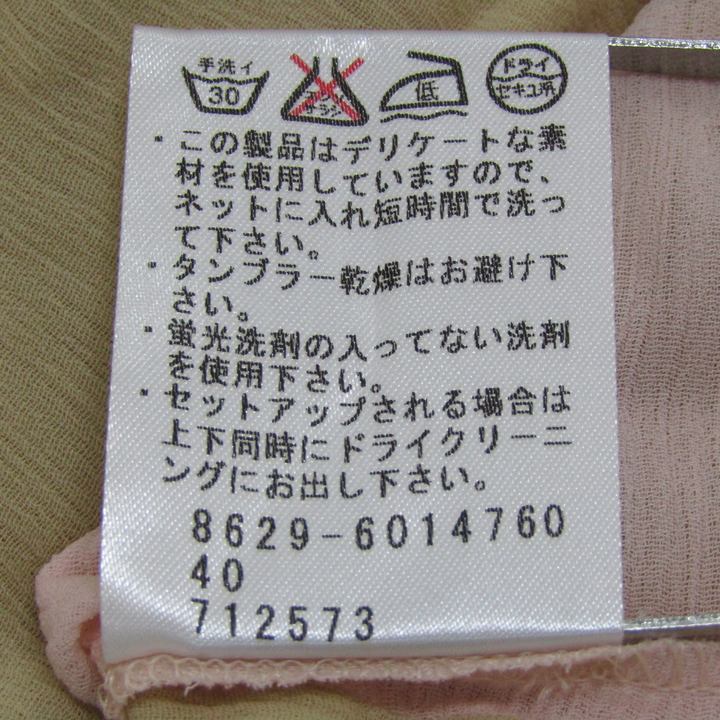 手洗イ 30 エンソ サラシ 低 ドライ セキユ系
・この製品はデリケートな素
材を使用していますので、
ネットに入れ短時間で洗っ
て下さい。
・タンブラー乾燥はお避け下
さい。
・蛍光洗剤の入ってない洗剤
を使用下さい。
・セットアップされる場合は
上下同時にドライクリーニ
ングにお出し下さい。
8629-6014760
40
712573